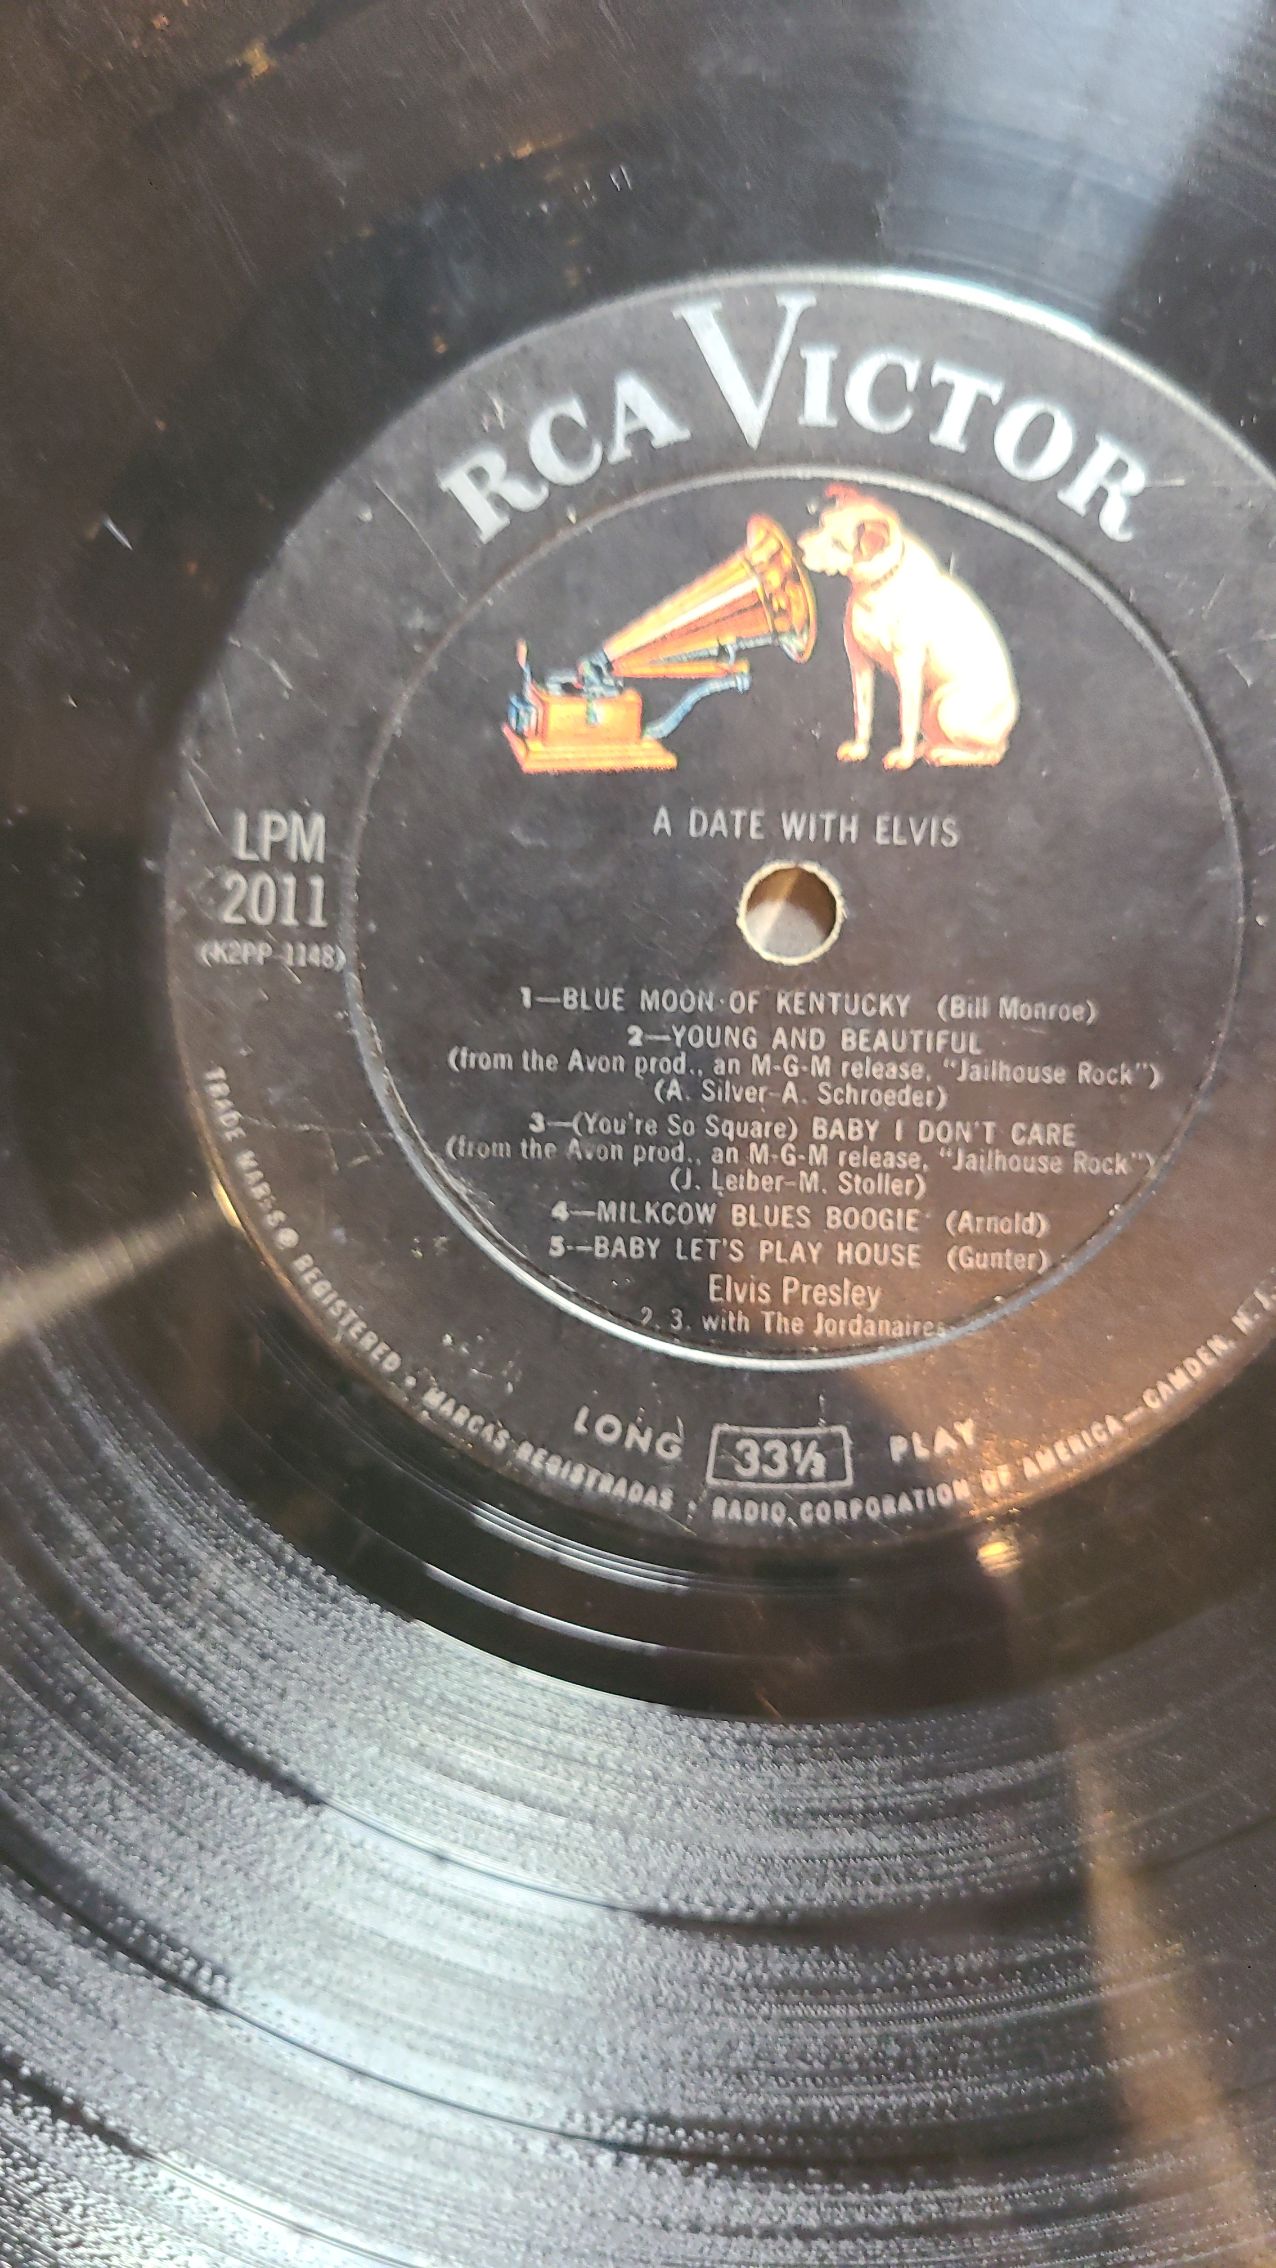 RCA VICTOR
A DATE WITH ELVIS
LPM
2011
(K2PP-1148)
1—BLUE MOON OF KENTUCKY (Bill Monroe)
2—YOUNG AND BEAUTIFUL
(from the Avon prod., an M-G-M release, "Jailhouse Rock")
(A. Silver-A. Schroeder)
3—(You're So Square) BABY I DON'T CARE
(from the Avon prod., an M-G-M release, "Jailhouse Rock")
(J. Leiber-M. Stoller)
4—MILKCOW BLUES BOOGIE (Arnold)
5—BABY LET'S PLAY HOUSE (Gunter)
Elvis Presley
2, 3. with The Jordanaires
LONG 33⅓ PLAY
TRADE MARKS ® REGISTERED • MARCAS REGISTRADAS • RADIO CORPORATION OF AMERICA—CAMDEN, N.J.